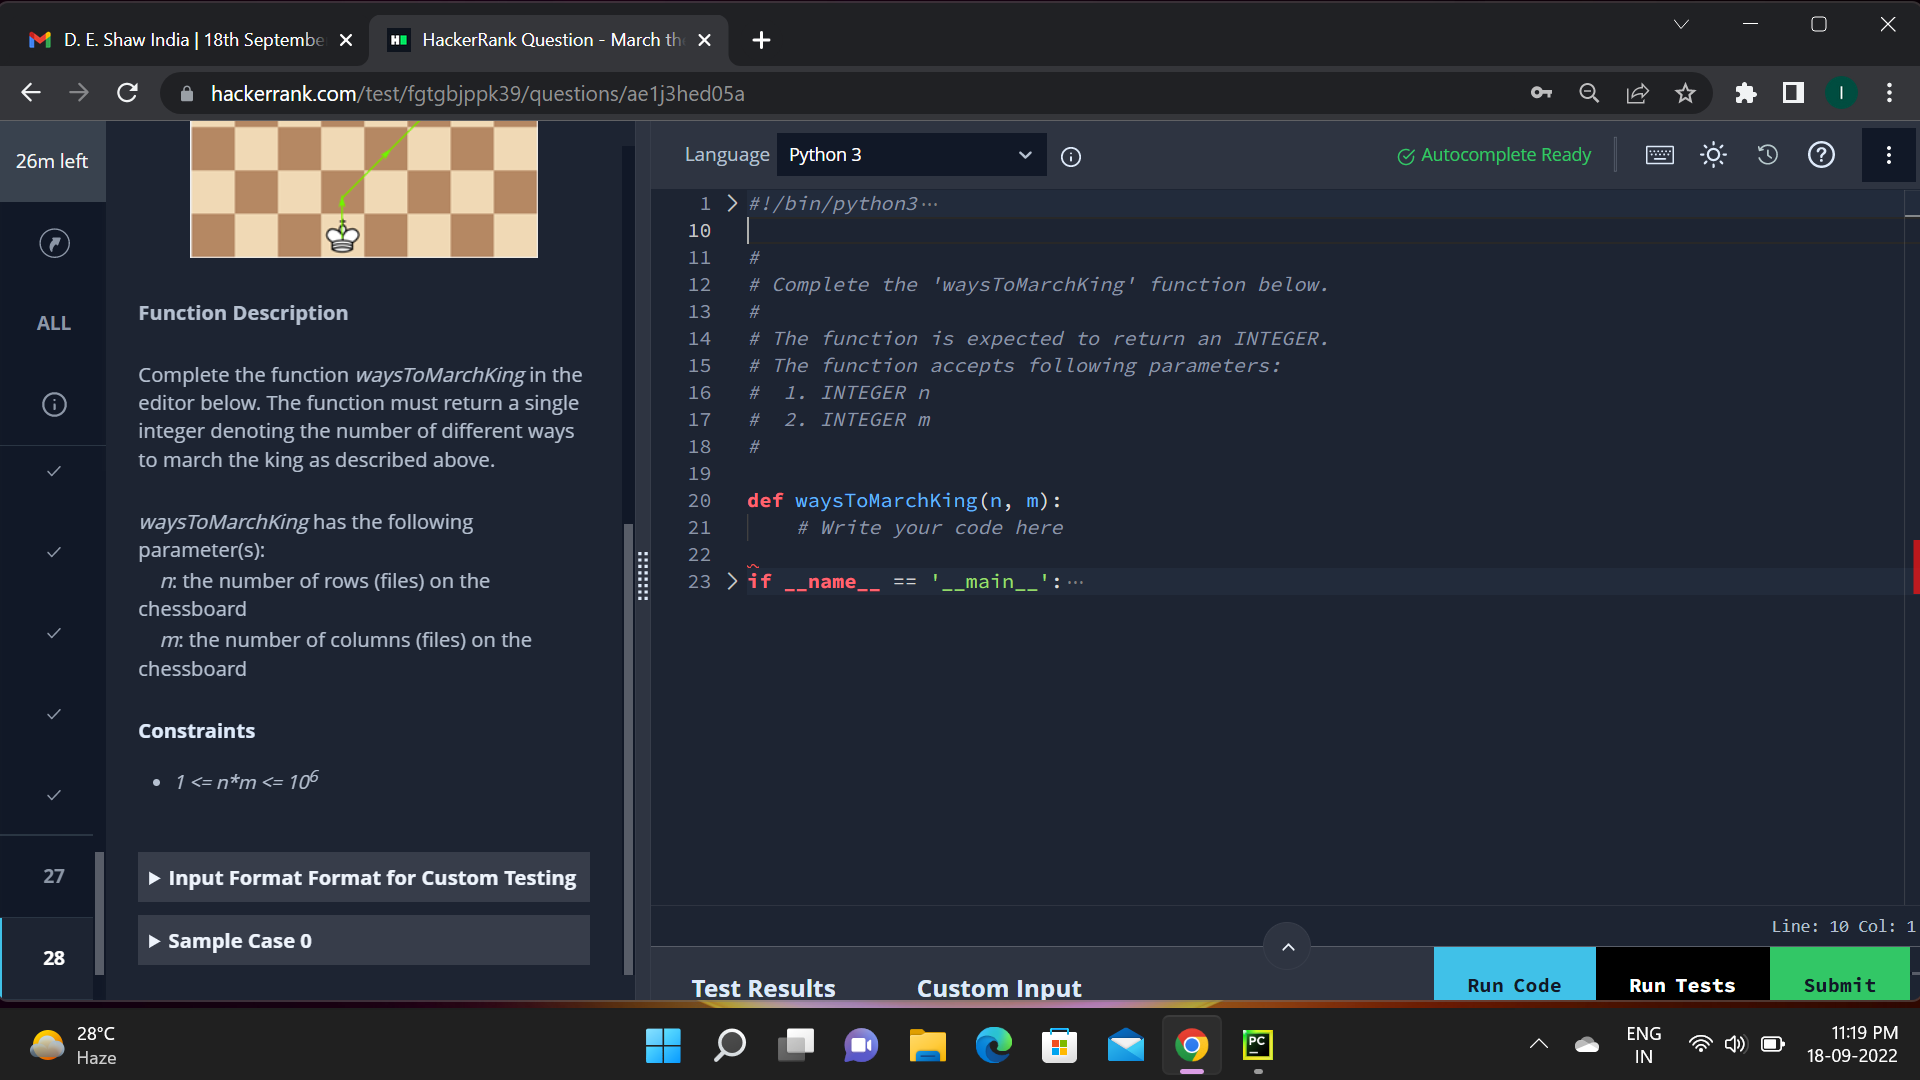 D. E. Shaw India | 18th Septembe
HackerRank Question - March th
hackerrank.com/test/fgtgbjppk39/questions/ae1j3hed05a
I
26m left
ALL
27
28
Function Description
Complete the function waysToMarchKing in the
editor below. The function must return a single
integer denoting the number of different ways
to march the king as described above.
waysToMarchKing has the following
parameter(s):
n: the number of rows (files) on the
chessboard
m: the number of columns (files) on the
chessboard
Constraints
• 1 <= n*m <= 10⁶
Input Format Format for Custom Testing
Sample Case 0
Language Python 3
Autocomplete Ready
1 #!/bin/python3···
10
11 #
12 # Complete the 'waysToMarchKing' function below.
13 #
14 # The function is expected to return an INTEGER.
15 # The function accepts following parameters:
16 # 1. INTEGER n
17 # 2. INTEGER m
18 #
19
20 def waysToMarchKing(n, m):
21 # Write your code here
22
23 if __name__ == '__main__':···
Line: 10 Col: 1
Test Results
Custom Input
Run Code
Run Tests
Submit
28°C
Haze
PC
ENG
IN
11:19 PM
18-09-2022